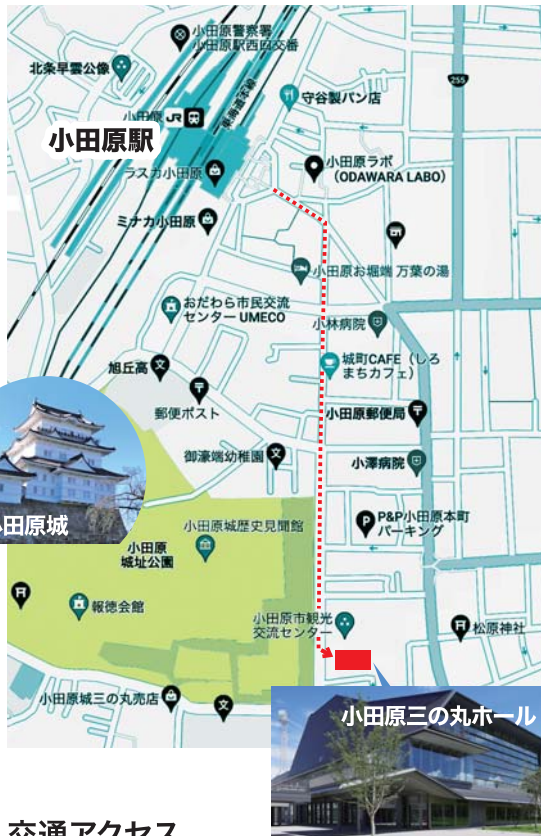 小田原警察署
小田原駅西口交番
255
北条早雲公像
守谷製パン店
小田原
JR
小田原駅
小田原ラボ
(ODAWARA LABO)
ラスカ小田原
ミナカ小田原
小田原お堀端 万葉の湯
おだわら市民交流
センター UMECO
小林病院
城町CAFE(しろ
まちカフェ)
旭丘高
文
郵便ポスト
小田原郵便局
御濠端幼稚園
文
小澤病院
小田原城
P
P&P小田原本町
パーキング
小田原城歴史見聞館
小田原
城址公園
報徳会館
小田原市観光
交流センター
松原神社
小田原城三の丸売店
文
小田原三の丸ホール
交通アクセス